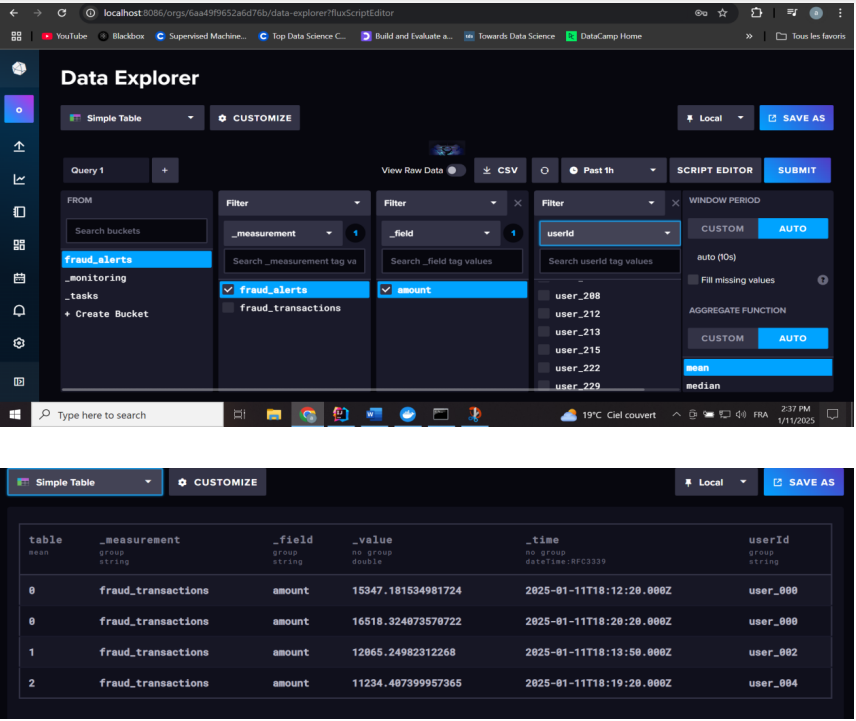 localhost:8086/orgs/6aa49f9652a6d76b/data-explorer?fluxScriptEditor
YouTube Blackbox Supervised Machine... Top Data Science C... Build and Evaluate a... Towards Data Science DataCamp Home » Tous les favoris
Data Explorer
Simple Table CUSTOMIZE Local SAVE AS
Query 1 + View Raw Data CSV Past 1h SCRIPT EDITOR SUBMIT
FROM
Search buckets
fraud_alerts
_monitoring
_tasks
+ Create Bucket
Filter
_measurement 1
Search _measurement tag va
fraud_alerts
fraud_transactions
Filter
_field 1
Search _field tag values
amount
Filter
userId
Search userId tag values
user_208
user_212
user_213
user_215
user_222
user_229
WINDOW PERIOD
CUSTOM AUTO
auto (10s)
Fill missing values ?
AGGREGATE FUNCTION
CUSTOM AUTO
mean
median
Type here to search 19°C Ciel couvert FRA 2:37 PM
1/11/2025
Simple Table CUSTOMIZE Local SAVE AS
table _measurement _field _value _time userId
mean group group no group no group group
string string double dateTime:RFC3339 string
0 fraud_transactions amount 15347.181534981724 2025-01-11T18:12:20.000Z user_000
0 fraud_transactions amount 16518.324073570722 2025-01-11T18:20:20.000Z user_000
1 fraud_transactions amount 12065.24982312268 2025-01-11T18:13:50.000Z user_002
2 fraud_transactions amount 11234.407399957365 2025-01-11T18:19:20.000Z user_004